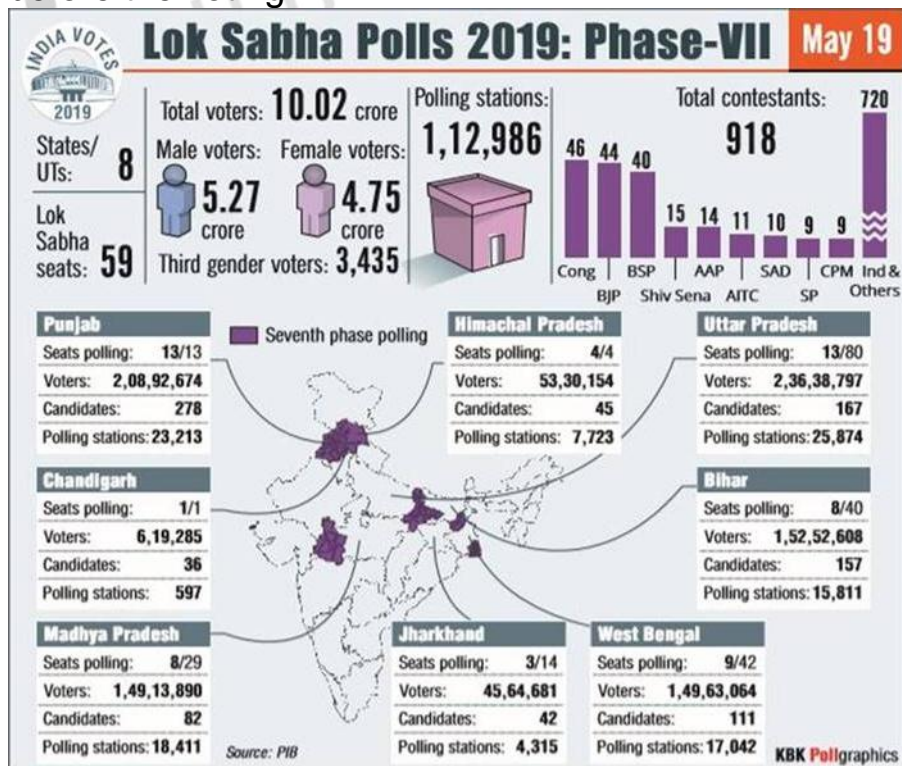 INDIA VOTES
2019
Lok Sabha Polls 2019: Phase-VII
May 19
States/
UTs: 8
Lok
Sabha
seats: 59
Total voters: 10.02 crore
Male voters:
5.27
crore
Female voters:
4.75
crore
Third gender voters: 3,435
Polling stations:
1,12,986
Total contestants:
918
46 44 40 15 14 11 10 9 9 720
Cong BSP AAP SAD CPM Ind &
Others
BJP Shiv Sena AITC SP
Seventh phase polling
Punjab
Seats polling: 13/13
Voters: 2,08,92,674
Candidates: 278
Polling stations: 23,213
Himachal Pradesh
Seats polling: 4/4
Voters: 53,30,154
Candidates: 45
Polling stations: 7,723
Uttar Pradesh
Seats polling: 13/80
Voters: 2,36,38,797
Candidates: 167
Polling stations: 25,874
Chandigarh
Seats polling: 1/1
Voters: 6,19,285
Candidates: 36
Polling stations: 597
Bihar
Seats polling: 8/40
Voters: 1,52,52,608
Candidates: 157
Polling stations: 15,811
Madhya Pradesh
Seats polling: 8/29
Voters: 1,49,13,890
Candidates: 82
Polling stations: 18,411
Jharkhand
Seats polling: 3/14
Voters: 45,64,681
Candidates: 42
Polling stations: 4,315
West Bengal
Seats polling: 9/42
Voters: 1,49,63,064
Candidates: 111
Polling stations: 17,042
Source: PIB
KBK Pollgraphics